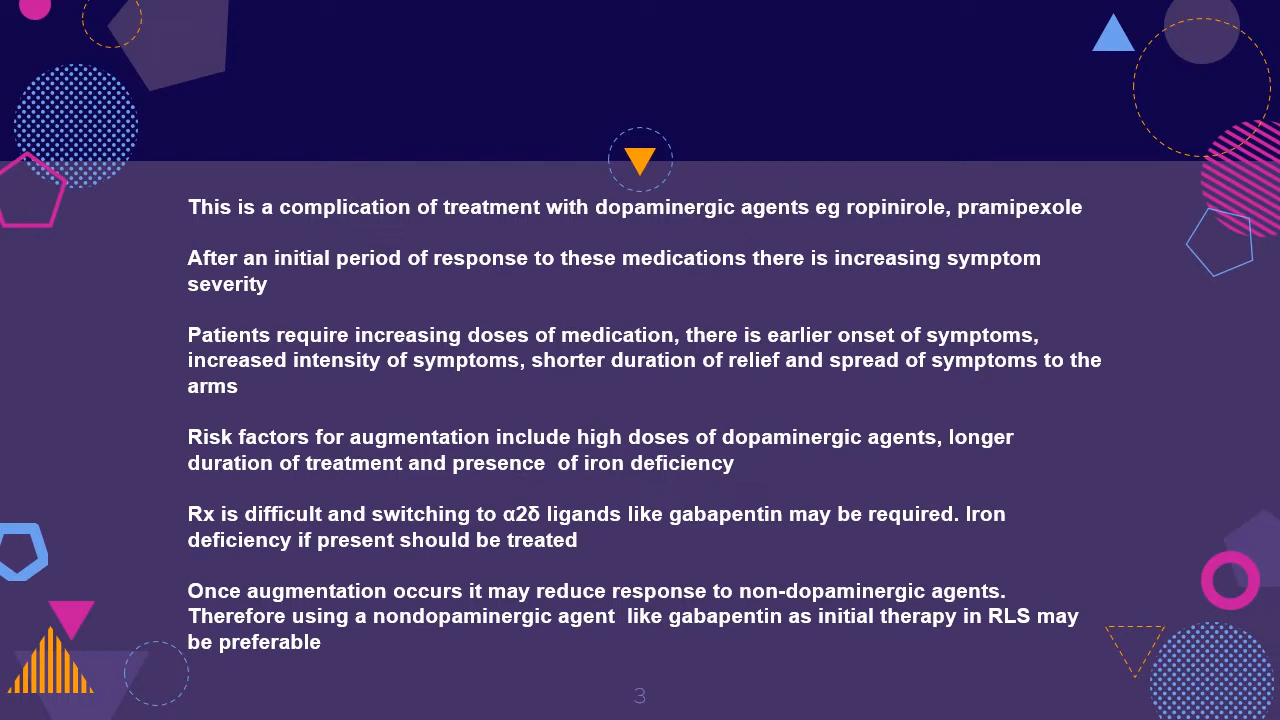 This is a complication of treatment with dopaminergic agents eg ropinirole, pramipexole
After an initial period of response to these medications there is increasing symptom
severity
Patients require increasing doses of medication, there is earlier onset of symptoms,
increased intensity of symptoms, shorter duration of relief and spread of symptoms to the
arms
Risk factors for augmentation include high doses of dopaminergic agents, longer
duration of treatment and presence  of iron deficiency
Rx is difficult and switching to α2δ ligands like gabapentin may be required. Iron
deficiency if present should be treated
Once augmentation occurs it may reduce response to non-dopaminergic agents.
Therefore using a nondopaminergic agent  like gabapentin as initial therapy in RLS may
be preferable
3